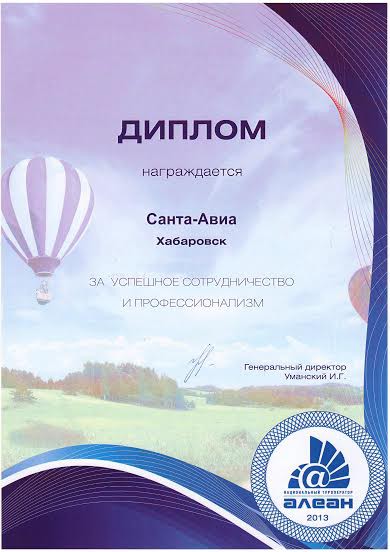 ДИПЛОМ
награждается
Санта-Авиа
Хабаровск
ЗА УСПЕШНОЕ СОТРУДНИЧЕСТВО
И ПРОФЕССИОНАЛИЗМ
Генеральный директор
Уманский И.Г.
НАЦИОНАЛЬНЫЙ ТУРОПЕРАТОР
алеан
2013